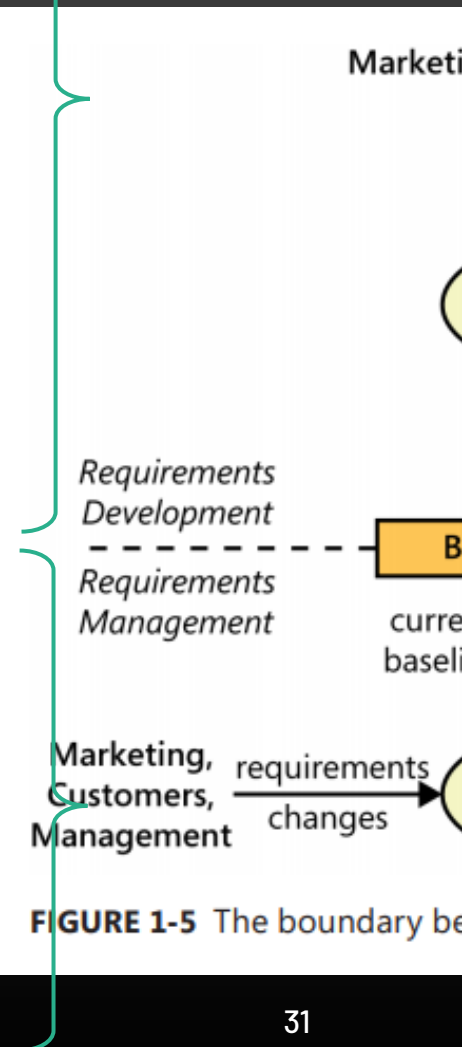 Marketi
Requirements
Development
B
Requirements
Management
curre
baseli
Marketing,
Customers,
Management
requirements
changes
FIGURE 1-5 The boundary be
31